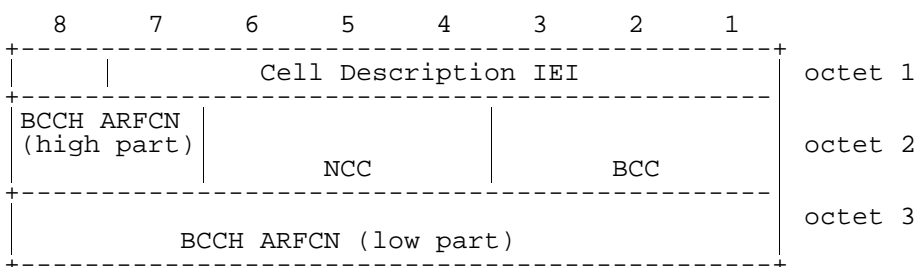 8 7 6 5 4 3 2 1
Cell Description IEI octet 1
BCCH ARFCN
(high part) octet 2
NCC BCC
octet 3
BCCH ARFCN (low part)